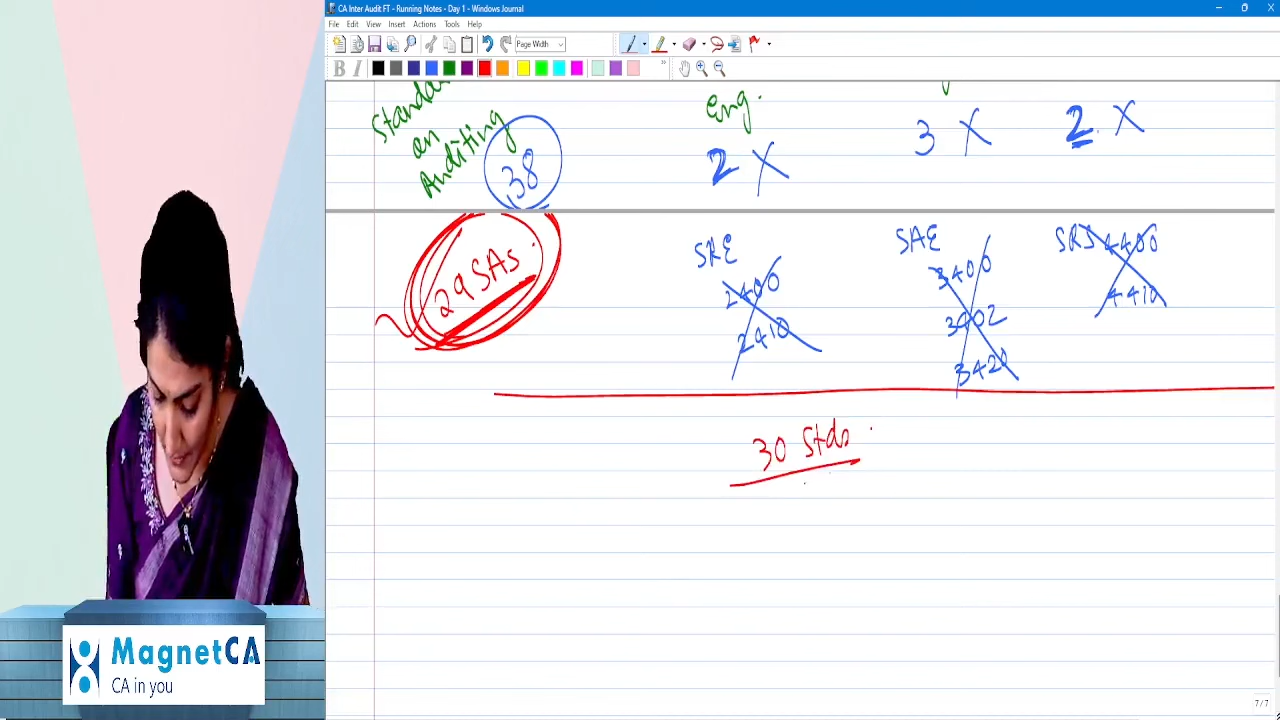 CA Inter Audit FT - Running Notes - Day 1 - Windows Journal
File Edit View Insert Actions Tools Help
Page Width
B I
on
Auditing
38
Eng.
2 X
3 X
2. X
29 SAs.
SRE
2400
2410
SAE
3400
3402
3420
SRS 4400
4410
30 Stds
MagnetCA
CA in you
7/7